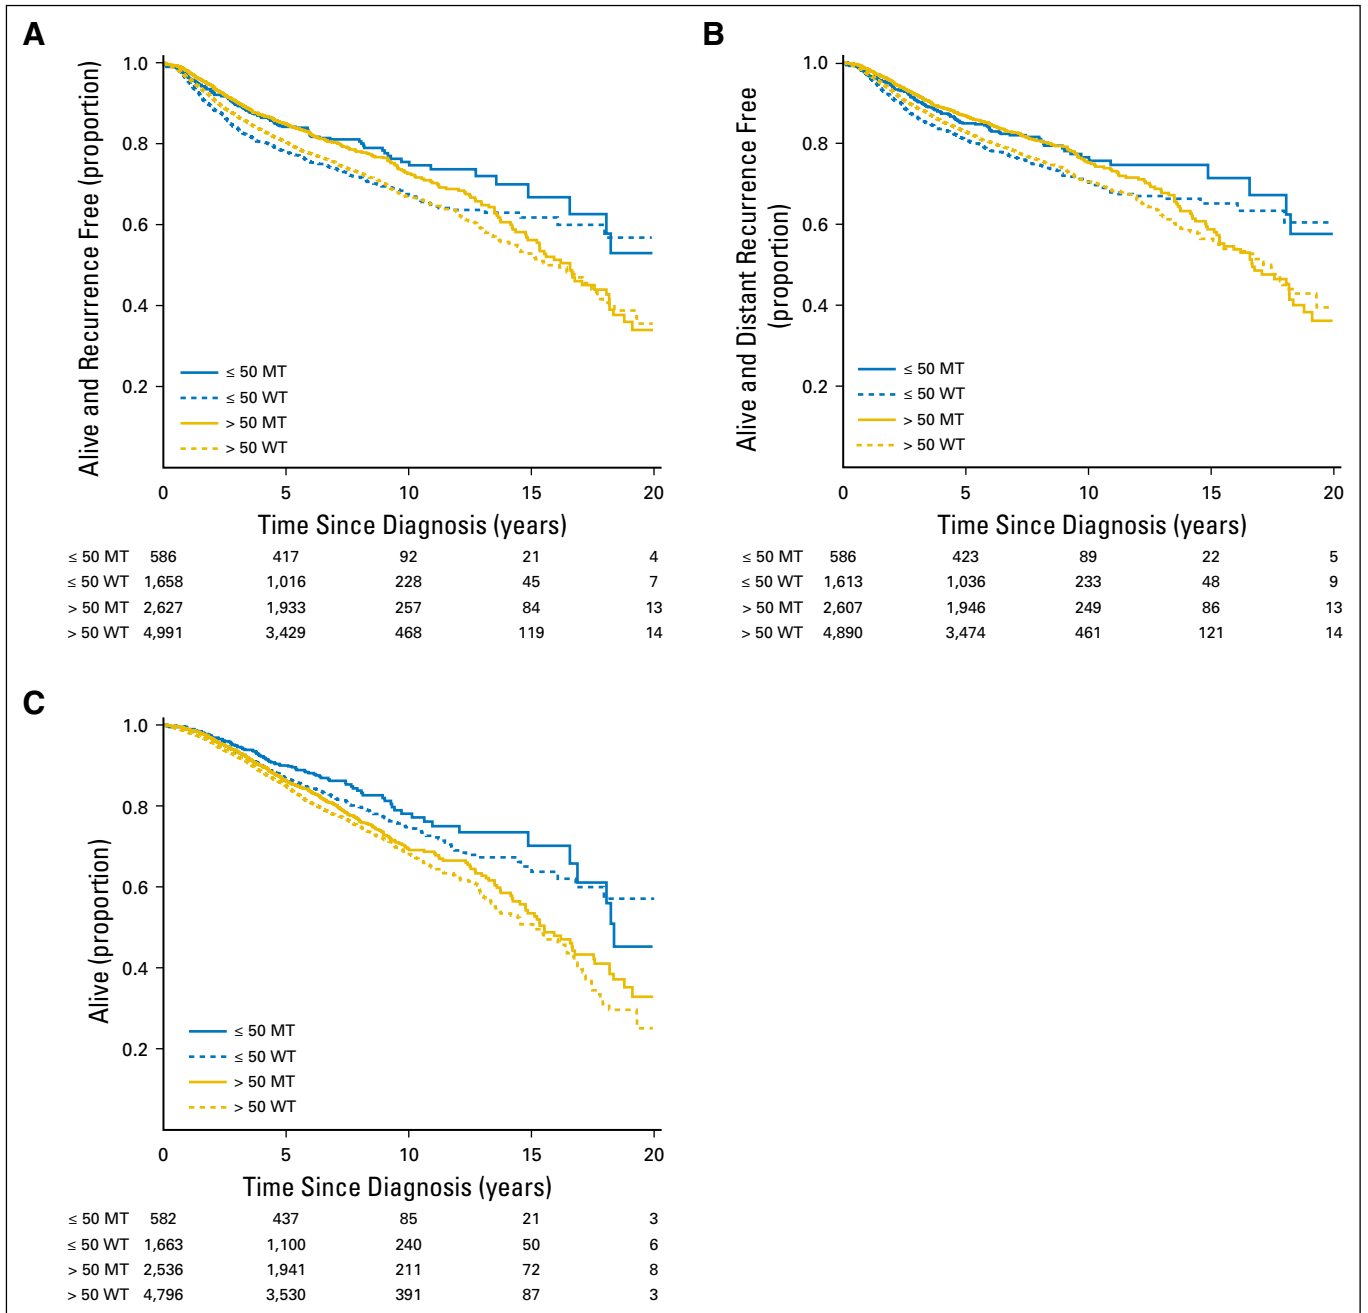 A
Alive and Recurrence Free (proportion)
1.0
0.8
0.6
0.4
0.2
≤ 50 MT
≤ 50 WT
> 50 MT
> 50 WT
0 5 10 15 20
Time Since Diagnosis (years)
≤ 50 MT 586 417 92 21 4
≤ 50 WT 1,658 1,016 228 45 7
> 50 MT 2,627 1,933 257 84 13
> 50 WT 4,991 3,429 468 119 14
B
Alive and Distant Recurrence Free
(proportion)
1.0
0.8
0.6
0.4
0.2
≤ 50 MT
≤ 50 WT
> 50 MT
> 50 WT
0 5 10 15 20
Time Since Diagnosis (years)
≤ 50 MT 586 423 89 22 5
≤ 50 WT 1,613 1,036 233 48 9
> 50 MT 2,607 1,946 249 86 13
> 50 WT 4,890 3,474 461 121 14
C
Alive (proportion)
1.0
0.8
0.6
0.4
0.2
≤ 50 MT
≤ 50 WT
> 50 MT
> 50 WT
0 5 10 15 20
Time Since Diagnosis (years)
≤ 50 MT 582 437 85 21 3
≤ 50 WT 1,663 1,100 240 50 6
> 50 MT 2,536 1,941 211 72 8
> 50 WT 4,796 3,530 391 87 3